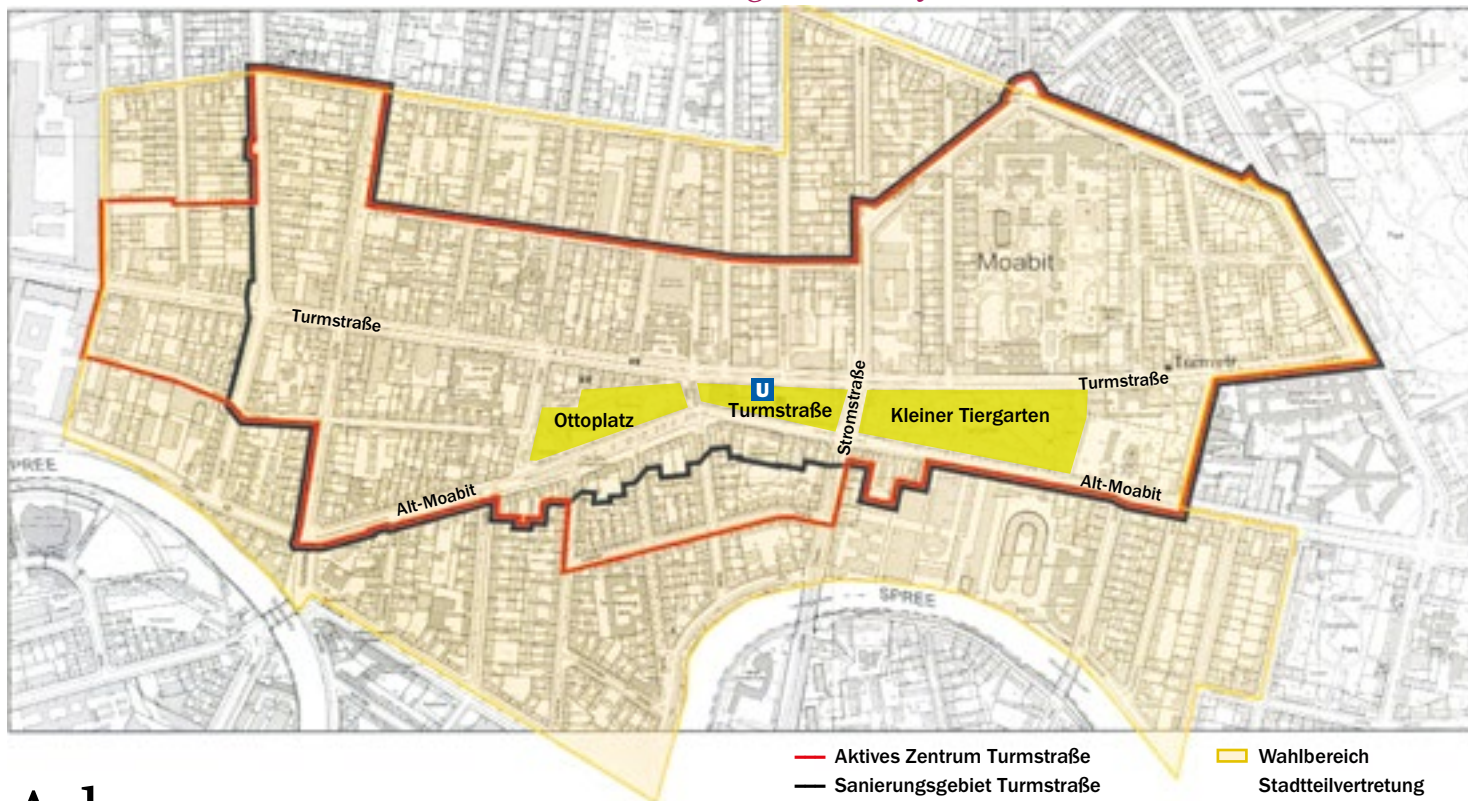 Moabit
Turmstraße
Turmstr
Turmstraße
U
Turmstraße
Stromstraße
Ottoplatz
Kleiner Tiergarten
Alt-Moabit
Alt-Moabit
SPREE
SPREE
Aktives Zentrum Turmstraße
Sanierungsgebiet Turmstraße
Wahlbereich
Stadtteilvertretung